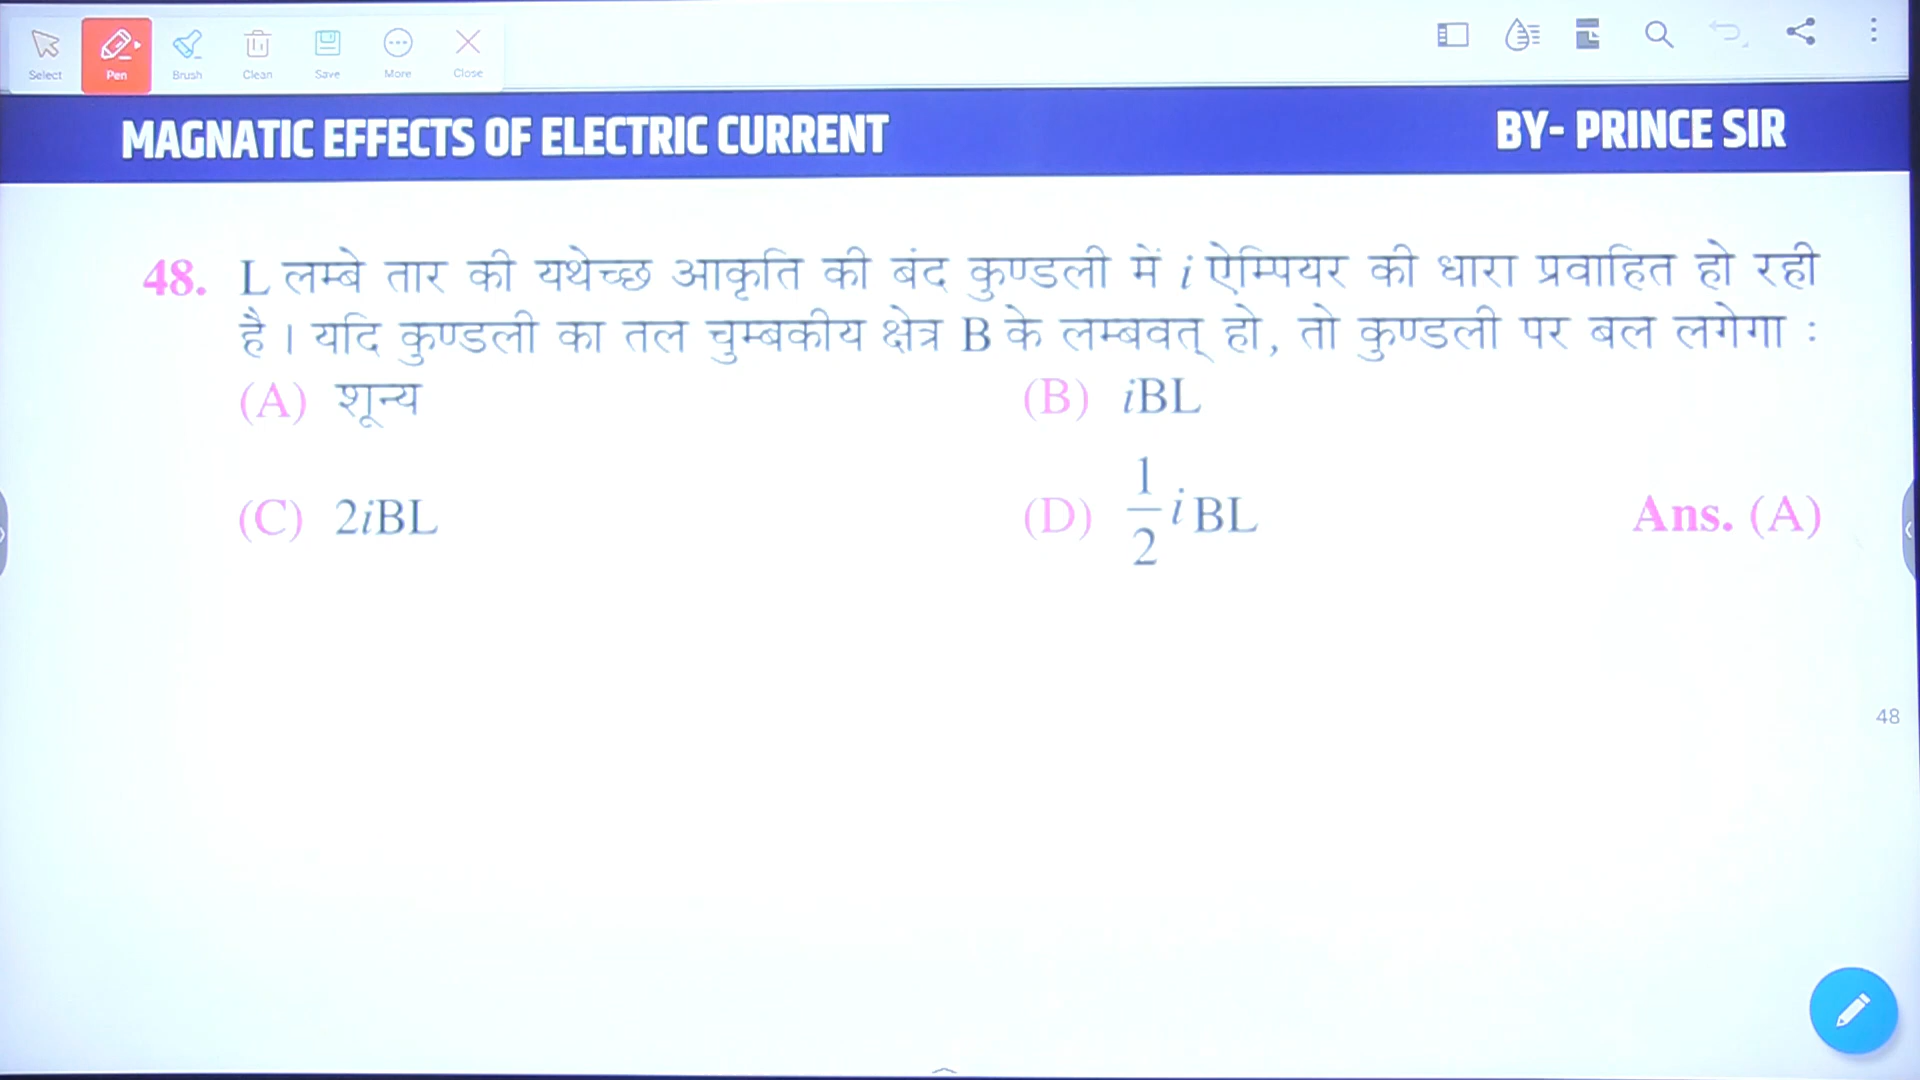 Select Pen Brush Clean Save More Close
MAGNATIC EFFECTS OF ELECTRIC CURRENT BY- PRINCE SIR
48. L लम्बे तार की यथेच्छ आकृति की बंद कुण्डली में i ऐम्पियर की धारा प्रवाहित हो रही
है। यदि कुण्डली का तल चुम्बकीय क्षेत्र B के लम्बवत् हो, तो कुण्डली पर बल लगेगा :
(A) शून्य (B) iBL
(C) 2iBL (D) 1/2 i BL Ans. (A)
48